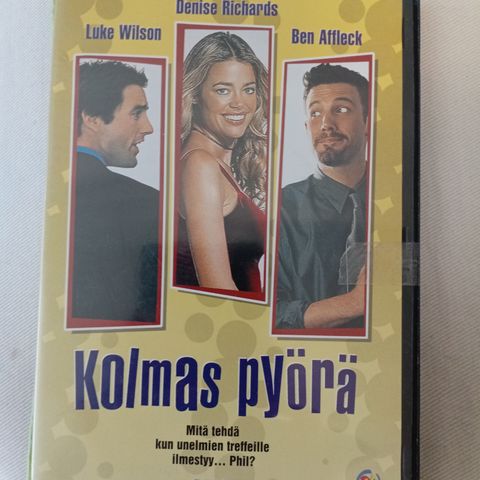 Denise Richards
Luke Wilson
Ben Affleck
Kolmas pyörä
Mitä tehdä
kun unelmien treffeille
ilmestyy... Phil?